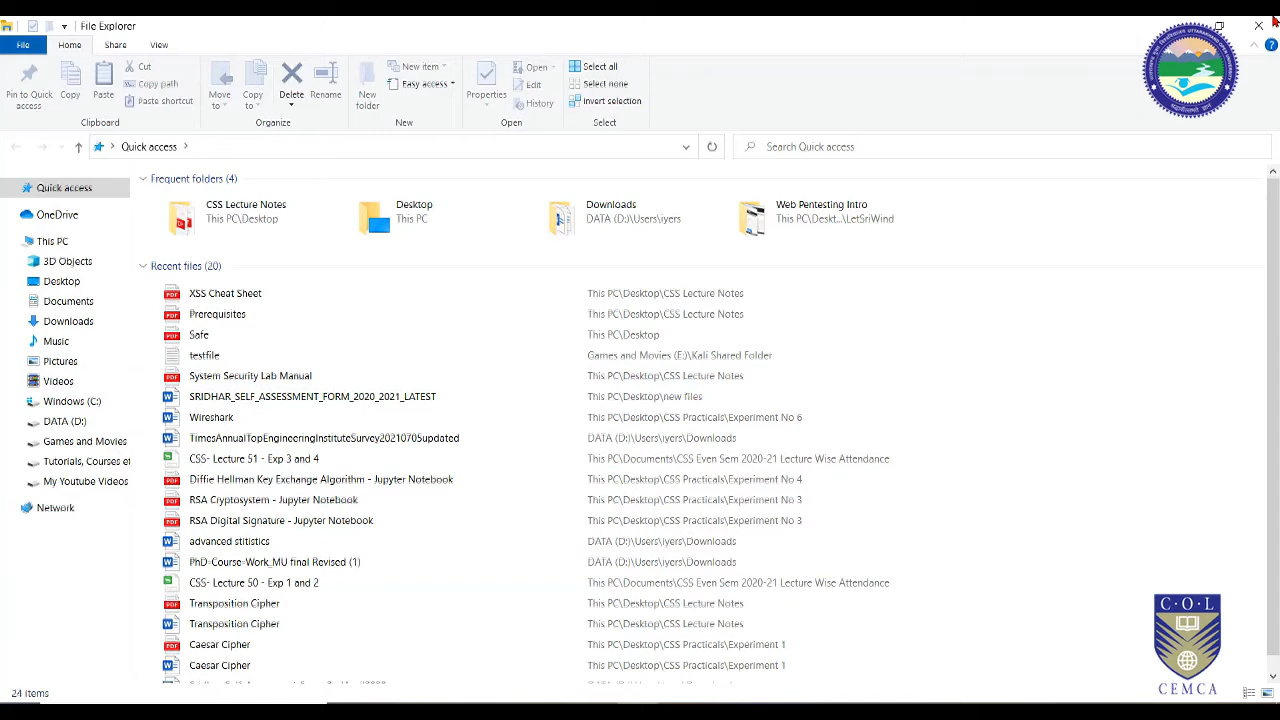 File Explorer
File Home Share View
Pin to Quick access
Copy
Paste
Cut
Copy path
Paste shortcut
Clipboard
Move to
Copy to
Delete
Rename
Organize
New folder
New item
Easy access
New
Properties
Open
Edit
History
Open
Select all
Select none
Invert selection
Select
Quick access
Search Quick access
Quick access
OneDrive
This PC
3D Objects
Desktop
Documents
Downloads
Music
Pictures
Videos
Windows (C:)
DATA (D:)
Games and Movies
Tutorials, Courses et
My Youtube Videos
Network
Frequent folders (4)
CSS Lecture Notes
This PC\Desktop
Desktop
This PC
Downloads
DATA (D:)\Users\iyers
Web Pentesting Intro
This PC\Deskt...\LetSriWind
Recent files (20)
XSS Cheat Sheet This PC\Desktop\CSS Lecture Notes
Prerequisites This PC\Desktop\CSS Lecture Notes
Safe This PC\Desktop
testfile Games and Movies (E:)\Kali Shared Folder
System Security Lab Manual This PC\Desktop\CSS Lecture Notes
SRIDHAR_SELF_ASSESSMENT_FORM_2020_2021_LATEST This PC\Desktop\new files
Wireshark This PC\Desktop\CSS Practicals\Experiment No 6
TimesAnnualTopEngineeringInstituteSurvey20210705updated DATA (D:)\Users\iyers\Downloads
CSS- Lecture 51 - Exp 3 and 4 This PC\Documents\CSS Even Sem 2020-21 Lecture Wise Attendance
Diffie Hellman Key Exchange Algorithm - Jupyter Notebook This PC\Desktop\CSS Practicals\Experiment No 4
RSA Cryptosystem - Jupyter Notebook This PC\Desktop\CSS Practicals\Experiment No 3
RSA Digital Signature - Jupyter Notebook This PC\Desktop\CSS Practicals\Experiment No 3
advanced stitistics DATA (D:)\Users\iyers\Downloads
PhD-Course-Work_MU final Revised (1) DATA (D:)\Users\iyers\Downloads
CSS- Lecture 50 - Exp 1 and 2 This PC\Documents\CSS Even Sem 2020-21 Lecture Wise Attendance
Transposition Cipher This PC\Desktop\CSS Lecture Notes
Transposition Cipher This PC\Desktop\CSS Lecture Notes
Caesar Cipher This PC\Desktop\CSS Practicals\Experiment 1
Caesar Cipher This PC\Desktop\CSS Practicals\Experiment 1
24 items
C·O·L
CEMCA